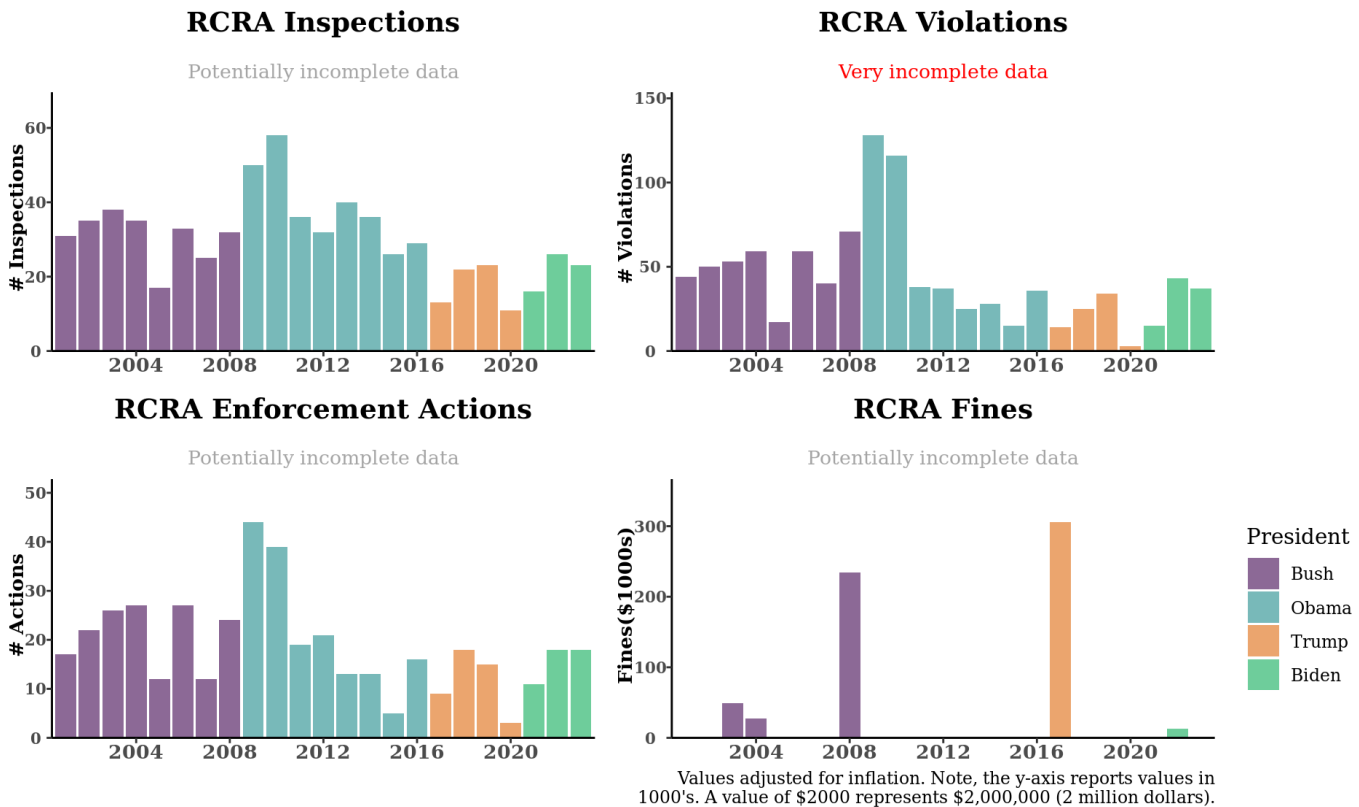 RCRA Inspections
Potentially incomplete data
# Inspections
60
40
20
0
2004 2008 2012 2016 2020
RCRA Violations
Very incomplete data
# Violations
150
100
50
0
2004 2008 2012 2016 2020
RCRA Enforcement Actions
Potentially incomplete data
# Actions
50
40
30
20
10
0
2004 2008 2012 2016 2020
RCRA Fines
Potentially incomplete data
Fines($1000s)
300
200
100
0
2004 2008 2012 2016 2020
President
Bush
Obama
Trump
Biden
Values adjusted for inflation. Note, the y-axis reports values in
1000's. A value of $2000 represents $2,000,000 (2 million dollars).